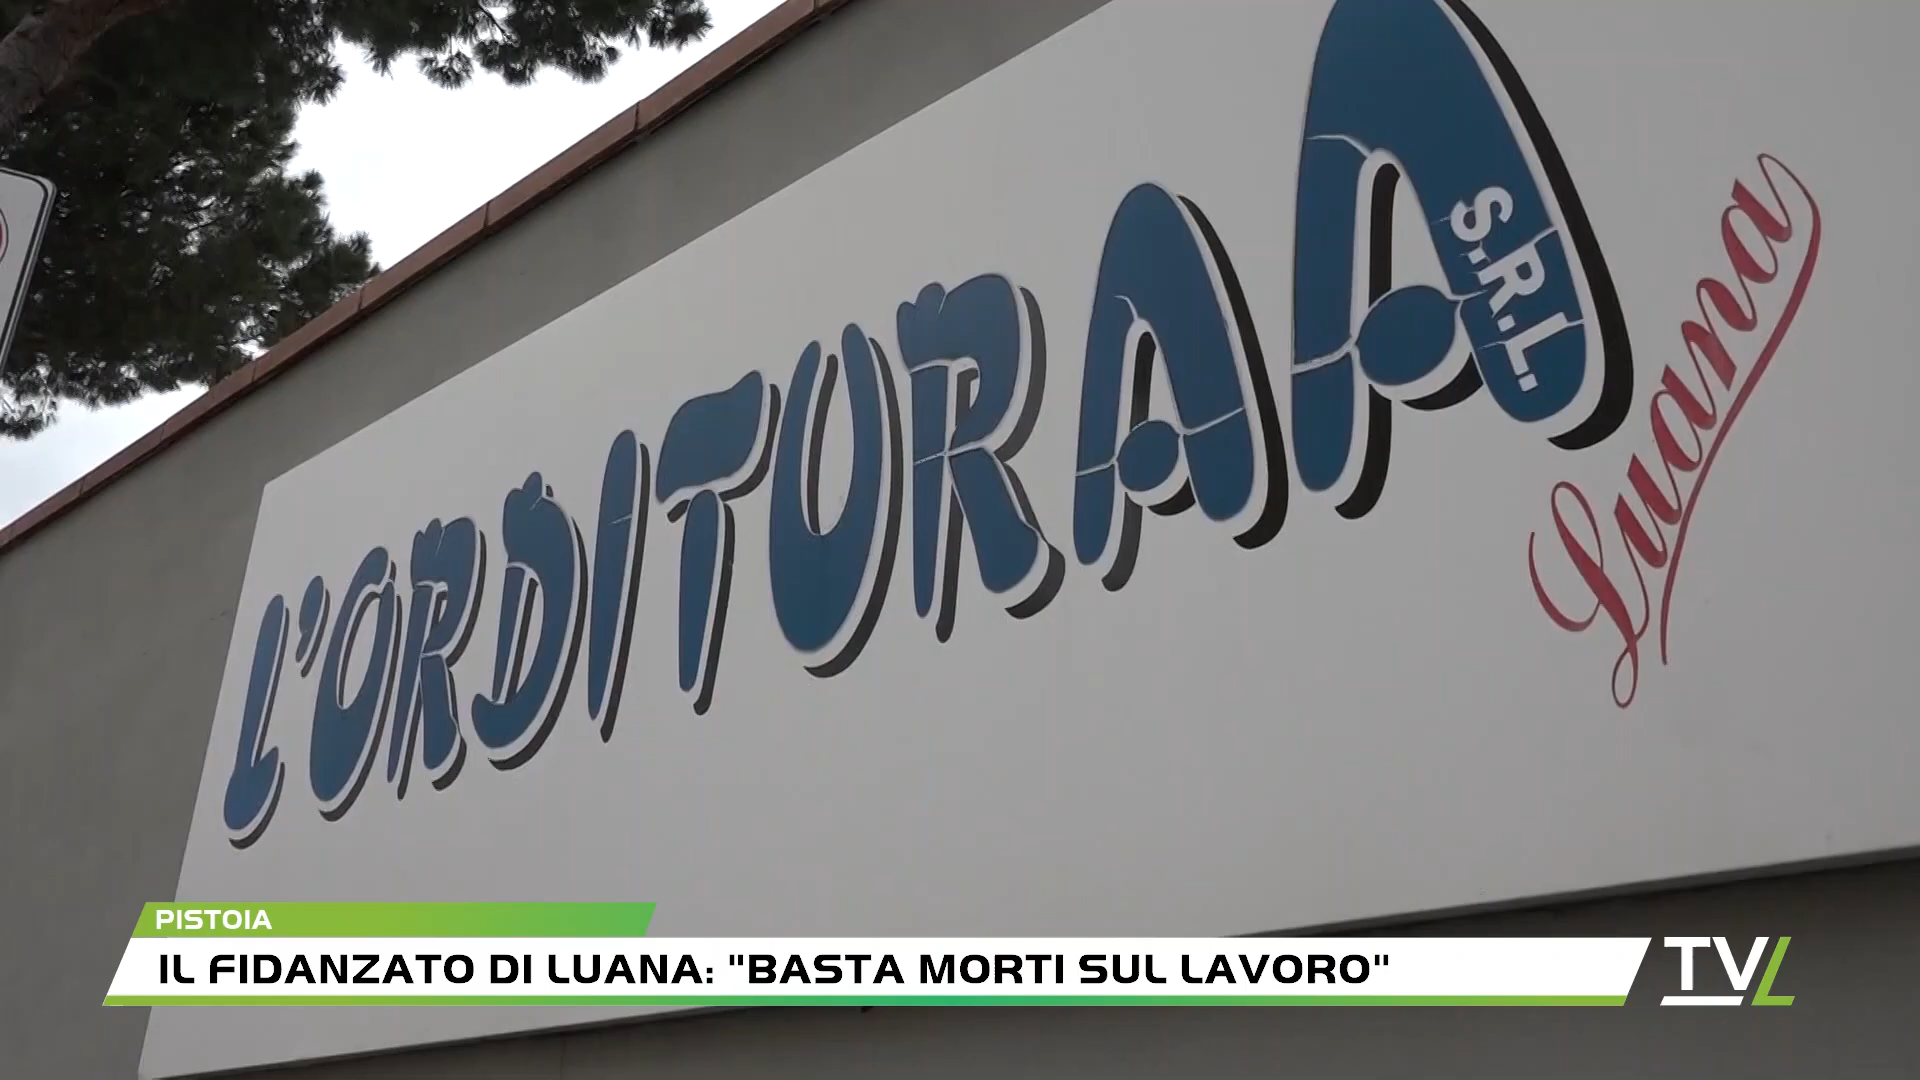 L'ORDITURA A
S.R.L.
Luana
PISTOIA
IL FIDANZATO DI LUANA: "BASTA MORTI SUL LAVORO"
TVL